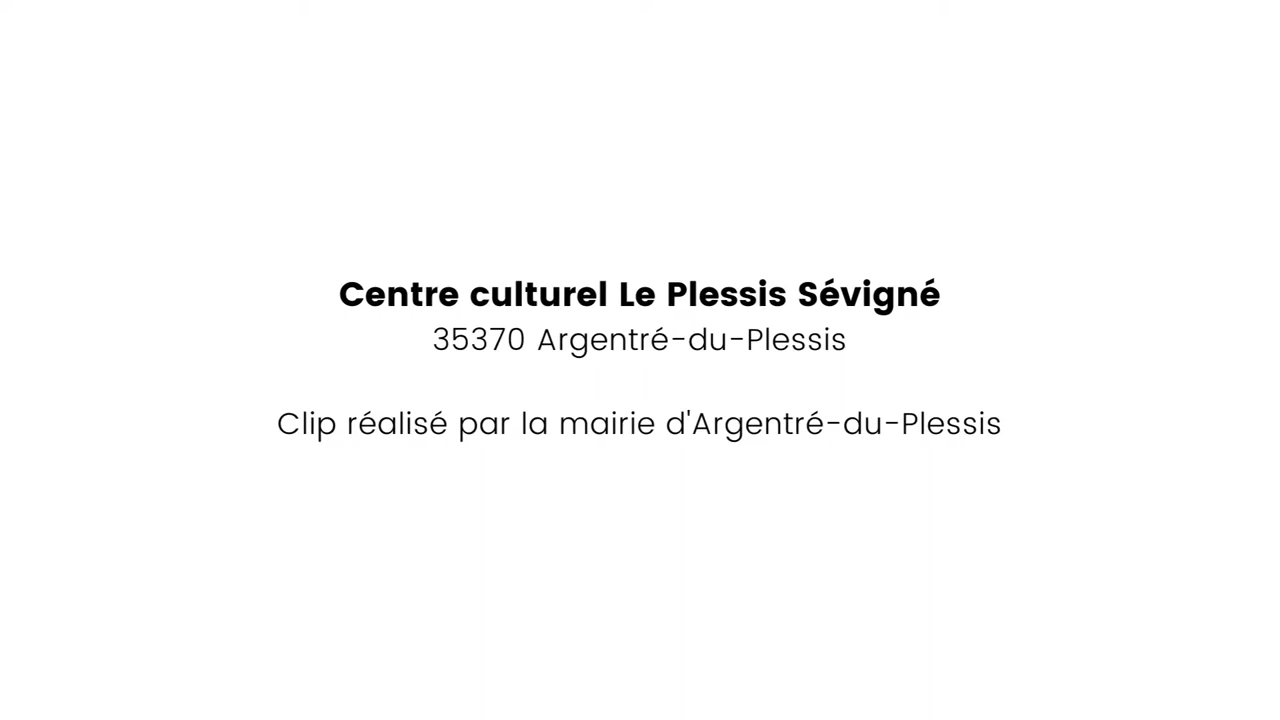 Centre culturel Le Plessis Sévigné
35370 Argentré-du-Plessis
Clip réalisé par la mairie d'Argentré-du-Plessis